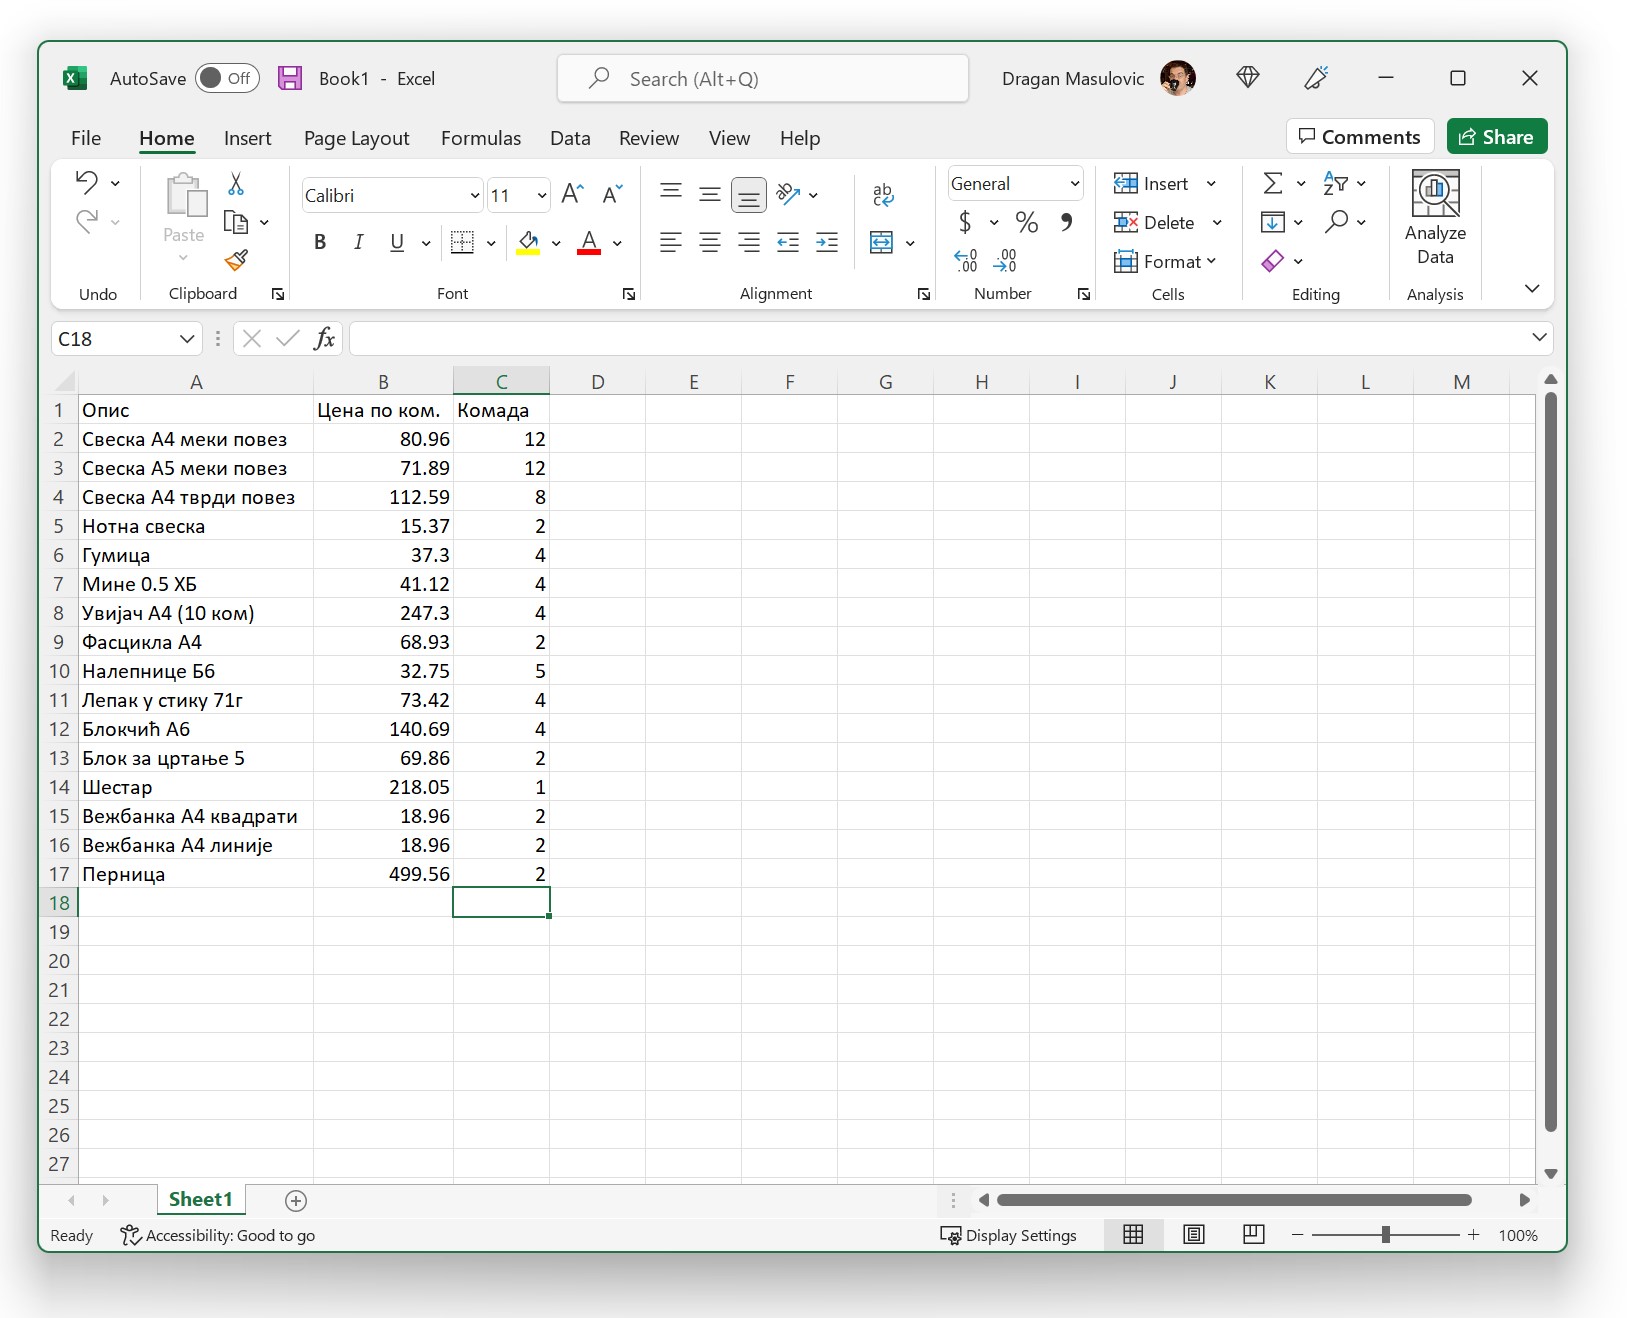 AutoSave Off Book1 - Excel Search (Alt+Q) Dragan Masulovic
File Home Insert Page Layout Formulas Data Review View Help Comments Share
Paste
Calibri 11
B I U A
ab
General
$ % 9
.00 .00
Insert
Delete
Format
Analyze Data
Undo Clipboard Font Alignment Number Cells Editing Analysis
C18 fx
A B C D E F G H I J K L M
1 Опис Цена по ком. Комада
2 Свеска А4 меки повез 80.96 12
3 Свеска А5 меки повез 71.89 12
4 Свеска А4 тврди повез 112.59 8
5 Нотна свеска 15.37 2
6 Гумица 37.3 4
7 Мине 0.5 ХБ 41.12 4
8 Увијач А4 (10 ком) 247.3 4
9 Фасцикла А4 68.93 2
10 Налепнице Б6 32.75 5
11 Лепак у стику 71г 73.42 4
12 Блокчић А6 140.69 4
13 Блок за цртање 5 69.86 2
14 Шестар 218.05 1
15 Вежбанка А4 квадрати 18.96 2
16 Вежбанка А4 линије 18.96 2
17 Перница 499.56 2
18
19
20
21
22
23
24
25
26
27
Sheet1
Ready Accessibility: Good to go Display Settings 100%